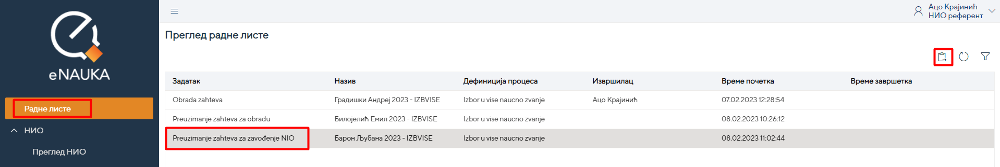 eNAUKA
Радне листе
НИО
Преглед НИО
Ацо Крајинић
НИО референт
Преглед радне листе
Задатак Назив Дефиниција процеса Извршилац Време почетка Време завршетка
Obrada zahteva Градишки Андреј 2023 - IZBVISE Izbor u vise naucno zvanje Ацо Крајинић 07.02.2023 12:28:54
Preuzimanje zahteva za obradu Билојелић Емил 2023 - IZBVISE Izbor u vise naucno zvanje 08.02.2023 10:26:12
Preuzimanje zahteva za zavođenje NIO Барон Љубана 2023 - IZBVISE Izbor u vise naucno zvanje 08.02.2023 11:02:44